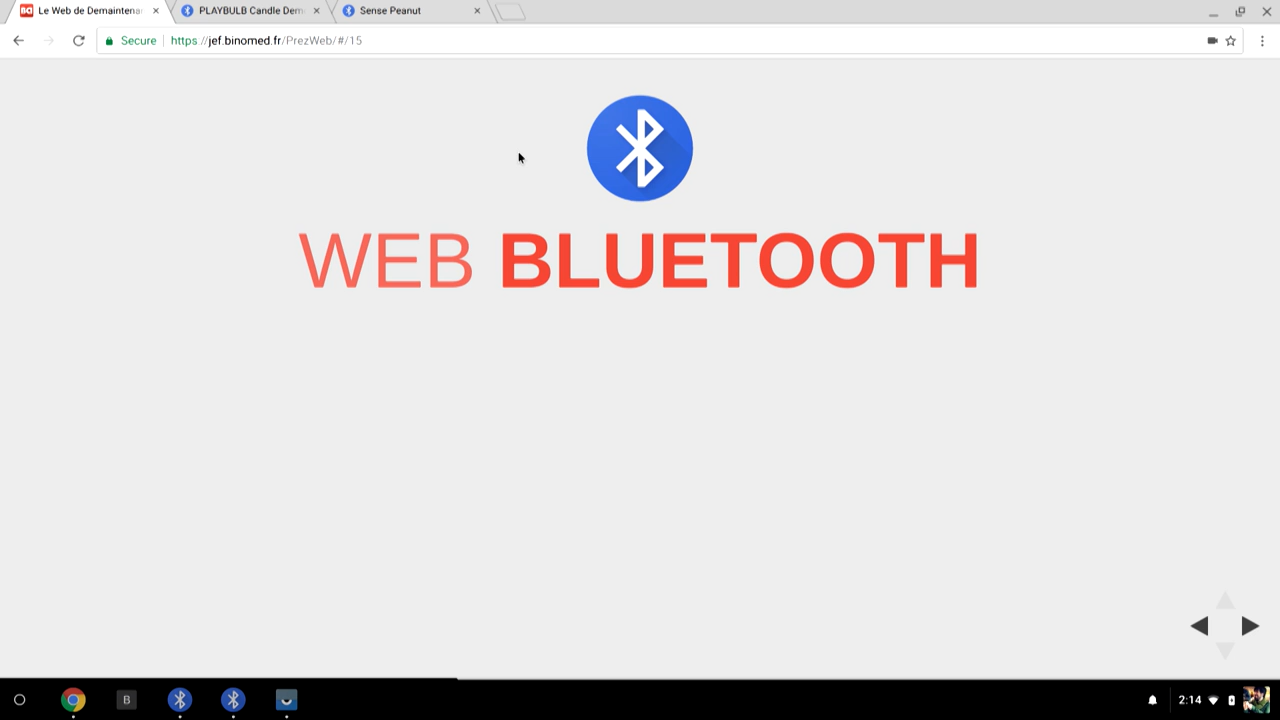 Le Web de Demaintena
PLAYBULB Candle Dem
Sense Peanut
Secure
https://jef.binomed.fr/PrezWeb/#/15
WEB BLUETOOTH
B
2:14